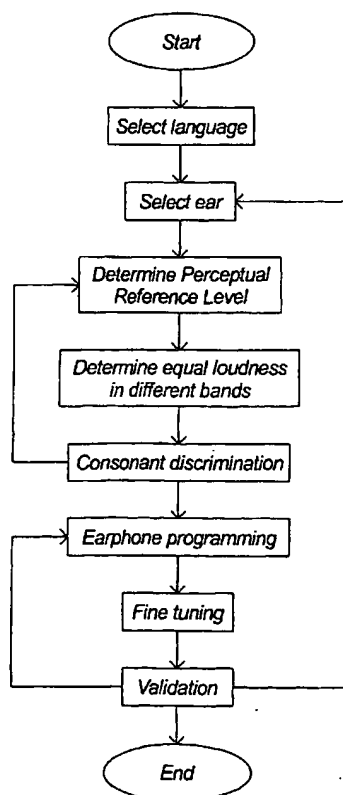 Start
Select language
Select ear
Determine Perceptual
Reference Level
Determine equal loudness
in different bands
Consonant discrimination
Earphone programming
Fine tuning
Validation
End